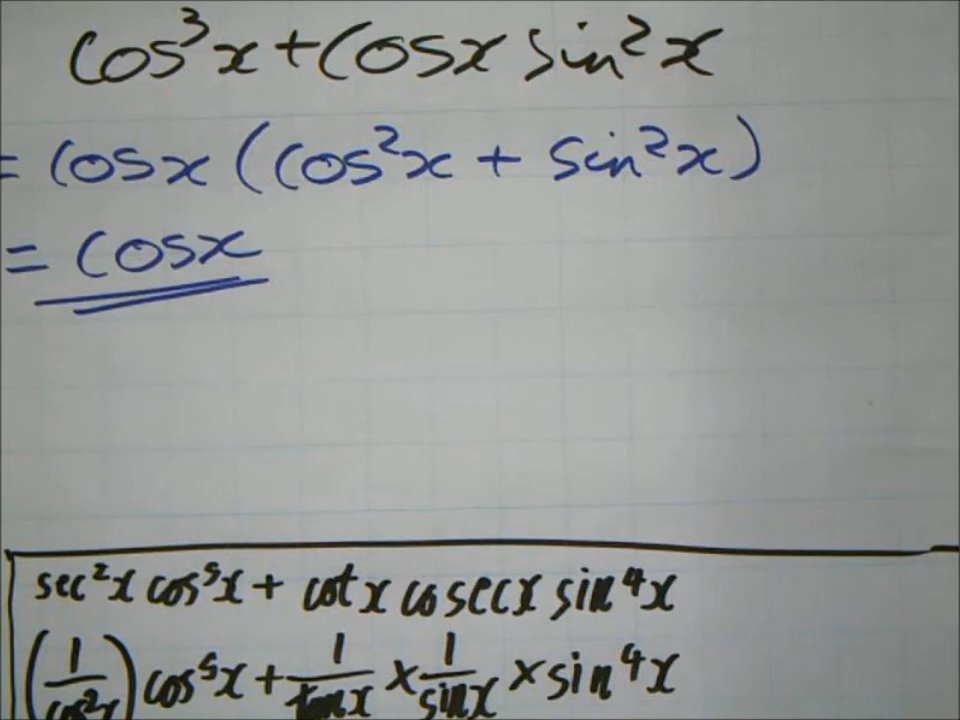 cos³x + cosx sin²x
= cosx (cos²x + sin²x)
= cosx
sec²x cos⁵x + cotx cosecx sin⁴x
(1/cos²x) cos⁵x + 1/tanx × 1/sinx × sin⁴x